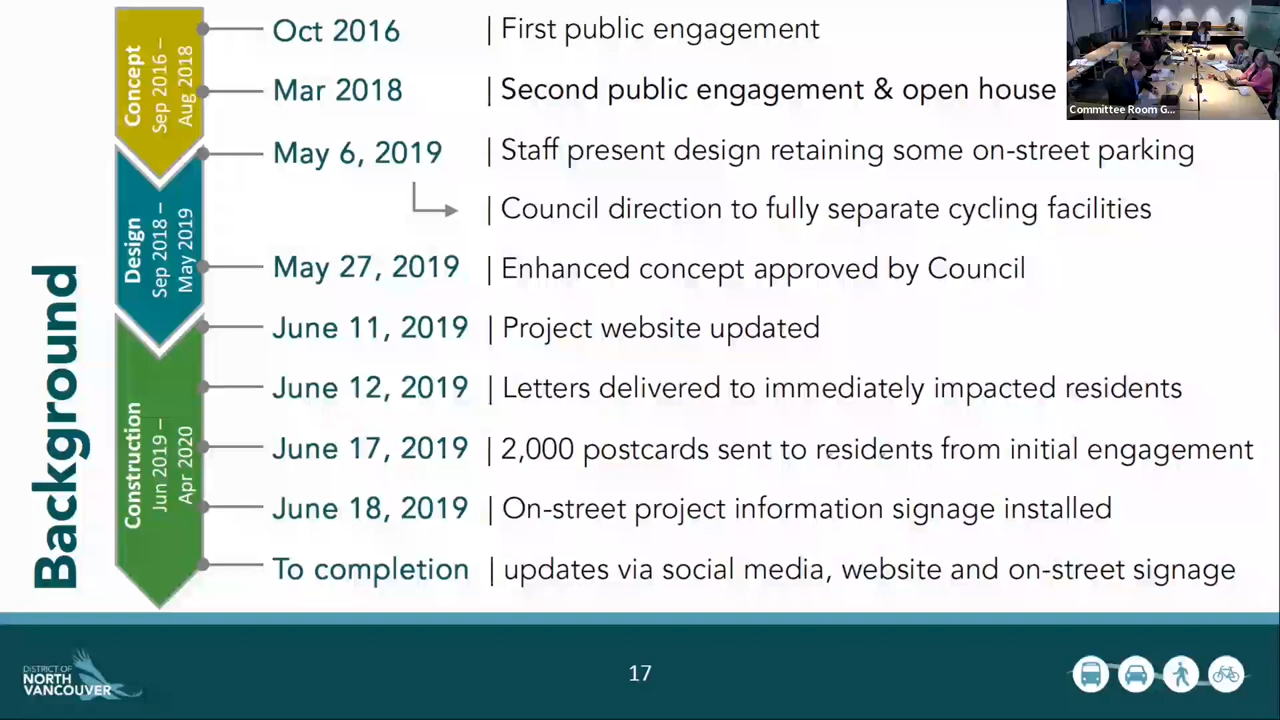 Background
Concept
Sep 2016 –
Aug 2018
Design
Sep 2018 –
May 2019
Construction
Jun 2019 –
Apr 2020
Oct 2016 | First public engagement
Mar 2018 | Second public engagement & open house
May 6, 2019 | Staff present design retaining some on-street parking
| Council direction to fully separate cycling facilities
May 27, 2019 | Enhanced concept approved by Council
June 11, 2019 | Project website updated
June 12, 2019 | Letters delivered to immediately impacted residents
June 17, 2019 | 2,000 postcards sent to residents from initial engagement
June 18, 2019 | On-street project information signage installed
To completion | updates via social media, website and on-street signage
Committee Room G...
DISTRICT OF
NORTH
VANCOUVER
17